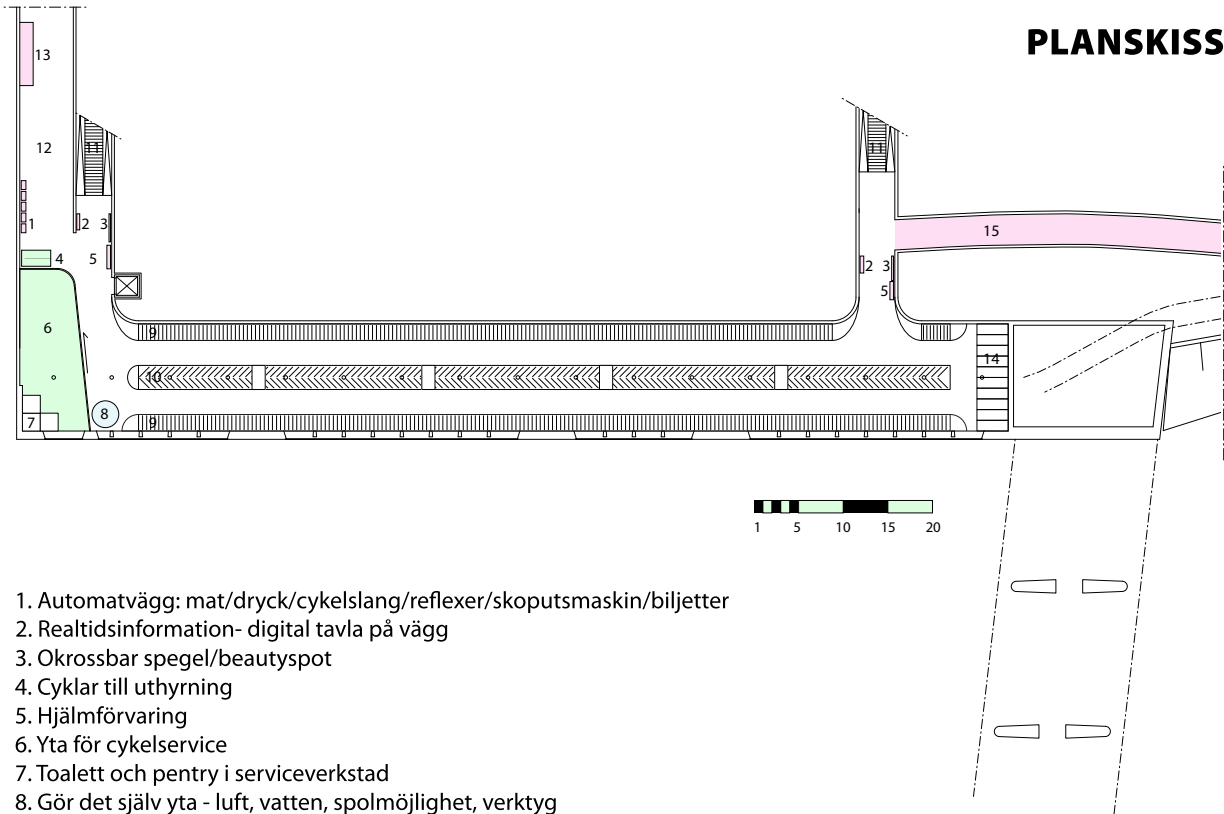 PLANSKISS
13
12
11
11
1
2 3
4
5
15
2 3
5
6
9
10
14
8
7
9
1 5 10 15 20
1. Automatvägg: mat/dryck/cykelslang/reflexer/skoputsmaskin/biljetter
2. Realtidsinformation- digital tavla på vägg
3. Okrossbar spegel/beautyspot
4. Cyklar till uthyrning
5. Hjälmförvaring
6. Yta för cykelservice
7. Toalett och pentry i serviceverkstad
8. Gör det själv yta - luft, vatten, spolmöjlighet, verktyg